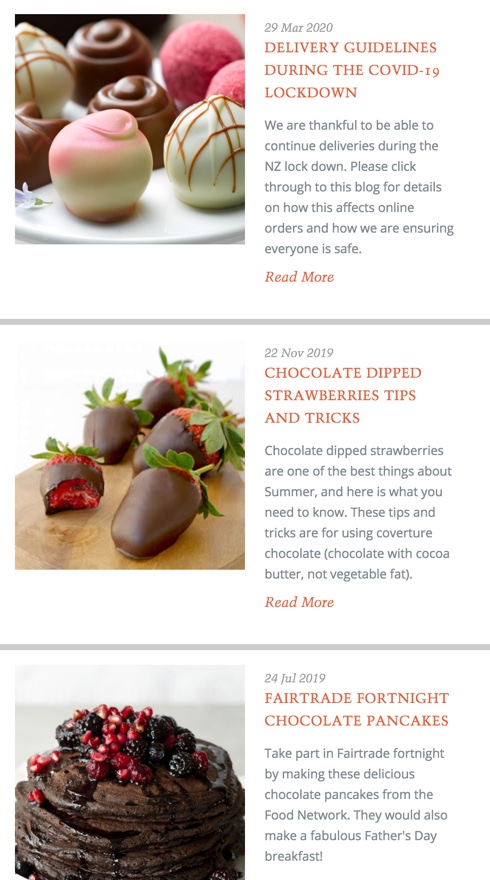 29 Mar 2020
DELIVERY GUIDELINES
DURING THE COVID-19
LOCKDOWN
We are thankful to be able to
continue deliveries during the
NZ lock down. Please click
through to this blog for details
on how this affects online
orders and how we are ensuring
everyone is safe.
Read More
22 Nov 2019
CHOCOLATE DIPPED
STRAWBERRIES TIPS
AND TRICKS
Chocolate dipped strawberries
are one of the best things about
Summer, and here is what you
need to know. These tips and
tricks are for using coverture
chocolate (chocolate with cocoa
butter, not vegetable fat).
Read More
24 Jul 2019
FAIRTRADE FORTNIGHT
CHOCOLATE PANCAKES
Take part in Fairtrade fortnight
by making these delicious
chocolate pancakes from the
Food Network. They would also
make a fabulous Father's Day
breakfast!